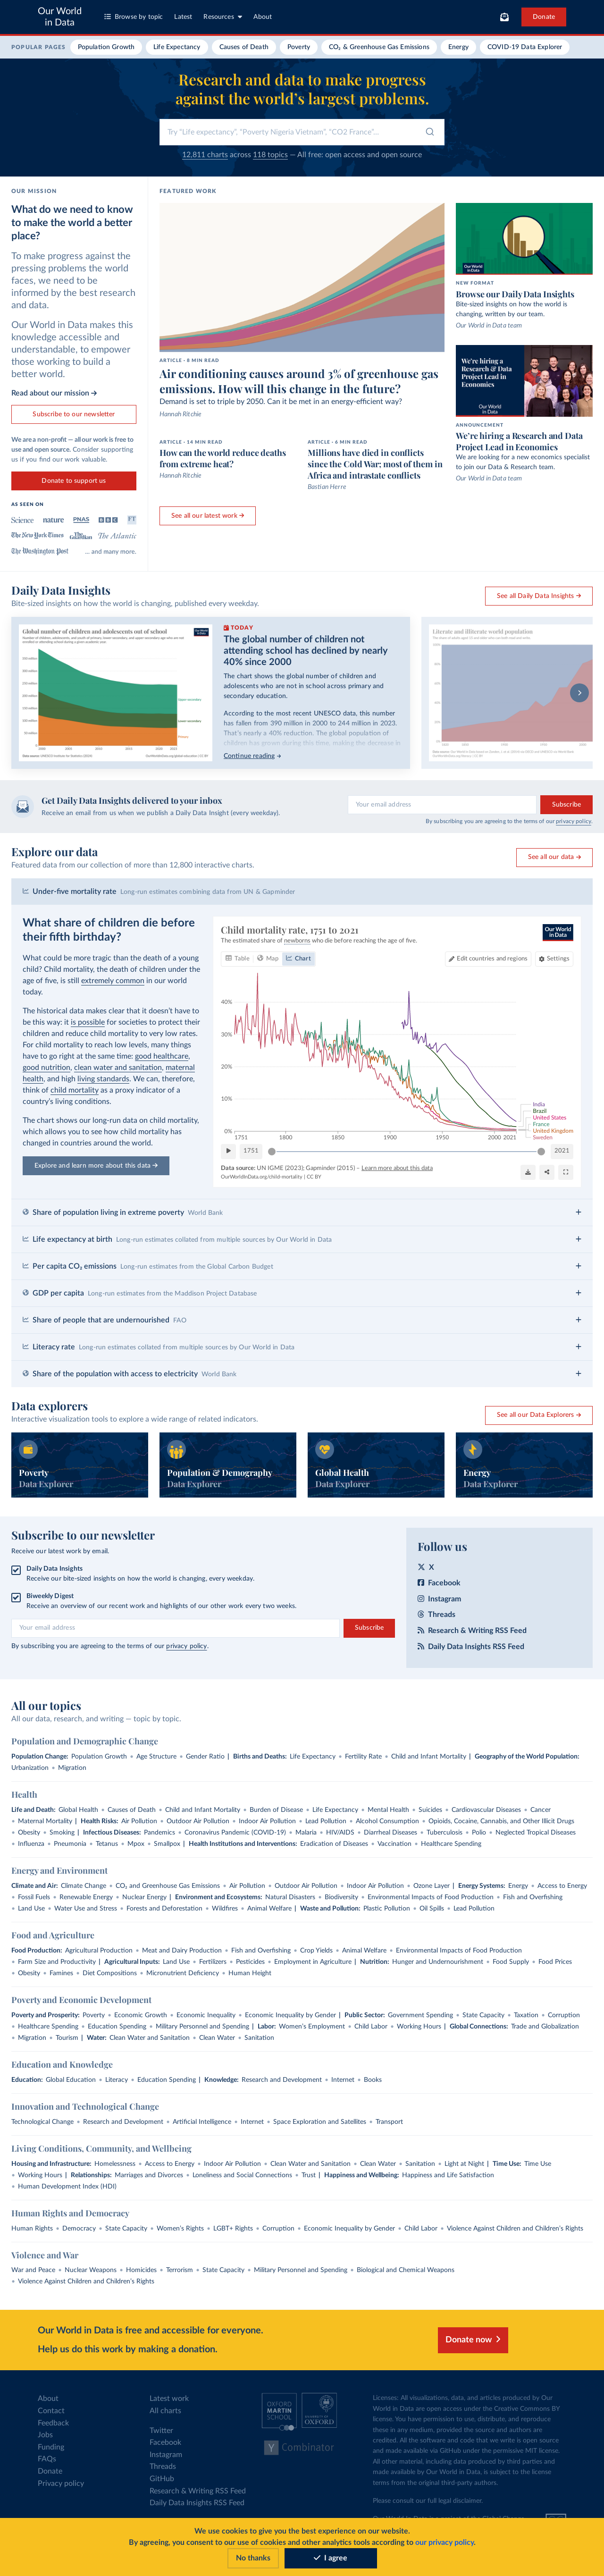 Our World
in Data
Browse by topic
Latest
Resources
About
Donate
POPULAR PAGES
Population Growth
Life Expectancy
Causes of Death
Poverty
CO₂ & Greenhouse Gas Emissions
Energy
COVID-19 Data Explorer
Research and data to make progress
against the world’s largest problems.
Try "Life expectancy", "Poverty Nigeria Vietnam", "CO2 France"...
12,811 charts across 118 topics — All free: open access and open source
OUR MISSION
What do we need to know
to make the world a better
place?
To make progress against the
pressing problems the world
faces, we need to be
informed by the best research
and data.
Our World in Data makes this
knowledge accessible and
understandable, to empower
those working to build a
better world.
Read about our mission →
Subscribe to our newsletter
We are a non-profit — all our work is free to
use and open source. Consider supporting
us if you find our work valuable.
Donate to support us
AS SEEN ON
Science
nature
PNAS
BBC
FT
The New York Times
The Guardian
The Atlantic
The Washington Post
... and many more.
FEATURED WORK
ARTICLE · 8 MIN READ
Air conditioning causes around 3% of greenhouse gas
emissions. How will this change in the future?
Demand is set to triple by 2050. Can it be met in an energy-efficient way?
Hannah Ritchie
ARTICLE · 14 MIN READ
How can the world reduce deaths
from extreme heat?
Hannah Ritchie
ARTICLE · 6 MIN READ
Millions have died in conflicts
since the Cold War; most of them in
Africa and intrastate conflicts
Bastian Herre
See all our latest work →
Our World
in Data
NEW FORMAT
Browse our Daily Data Insights
Bite-sized insights on how the world is
changing, written by our team.
Our World in Data team
We're hiring a
Research & Data
Project Lead in
Economics
Our World
in Data
ANNOUNCEMENT
We’re hiring a Research and Data
Project Lead in Economics
We are looking for a new economics specialist
to join our Data & Research team.
Our World in Data team
Daily Data Insights
Bite-sized insights on how the world is changing, published every weekday.
See all Daily Data Insights →
Global number of children and adolescents out of school
TODAY
The global number of children not
attending school has declined by nearly
40% since 2000
The chart shows the global number of children and
adolescents who are not in school across primary and
secondary education.
According to the most recent UNESCO data, this number
has fallen from 390 million in 2000 to 244 million in 2023.
That’s nearly a 40% reduction. The global population of
children has grown during this time, making the decrease in
Continue reading →
Literate and illiterate world population
Get Daily Data Insights delivered to your inbox
Receive an email from us when we publish a Daily Data Insight (every weekday).
Your email address
Subscribe
By subscribing you are agreeing to the terms of our privacy policy.
Explore our data
Featured data from our collection of more than 12,800 interactive charts.
See all our data →
Under-five mortality rate Long-run estimates combining data from UN & Gapminder
What share of children die before
their fifth birthday?
What could be more tragic than the death of a young
child? Child mortality, the death of children under the
age of five, is still extremely common in our world
today.
The historical data makes clear that it doesn’t have to
be this way: it is possible for societies to protect their
children and reduce child mortality to very low rates.
For child mortality to reach low levels, many things
have to go right at the same time: good healthcare,
good nutrition, clean water and sanitation, maternal
health, and high living standards. We can, therefore,
think of child mortality as a proxy indicator of a
country’s living conditions.
The chart shows our long-run data on child mortality,
which allows you to see how child mortality has
changed in countries around the world.
Explore and learn more about this data →
Child mortality rate, 1751 to 2021
The estimated share of newborns who die before reaching the age of five.
Our World
in Data
Table
Map
Chart
Edit countries and regions
Settings
40%
30%
20%
10%
0%
1751
1800
1850
1900
1950
2000
2021
India
Brazil
United States
France
United Kingdom
Sweden
1751
2021
Data source: UN IGME (2023); Gapminder (2015) – Learn more about this data
OurWorldInData.org/child-mortality | CC BY
Share of population living in extreme poverty World Bank
Life expectancy at birth Long-run estimates collated from multiple sources by Our World in Data
Per capita CO₂ emissions Long-run estimates from the Global Carbon Budget
GDP per capita Long-run estimates from the Maddison Project Database
Share of people that are undernourished FAO
Literacy rate Long-run estimates collated from multiple sources by Our World in Data
Share of the population with access to electricity World Bank
Data explorers
Interactive visualization tools to explore a wide range of related indicators.
See all our Data Explorers →
Poverty
Data Explorer
Population & Demography
Data Explorer
Global Health
Data Explorer
Energy
Data Explorer
Subscribe to our newsletter
Receive our latest work by email.
Daily Data Insights
Receive our bite-sized insights on how the world is changing, every weekday.
Biweekly Digest
Receive an overview of our recent work and highlights of our other work every two weeks.
Your email address
Subscribe
By subscribing you are agreeing to the terms of our privacy policy.
Follow us
X
Facebook
Instagram
Threads
Research & Writing RSS Feed
Daily Data Insights RSS Feed
All our topics
All our data, research, and writing — topic by topic.
Population and Demographic Change
Population Change: Population Growth • Age Structure • Gender Ratio | Births and Deaths: Life Expectancy • Fertility Rate • Child and Infant Mortality | Geography of the World Population:
Urbanization • Migration
Health
Life and Death: Global Health • Causes of Death • Child and Infant Mortality • Burden of Disease • Life Expectancy • Mental Health • Suicides • Cardiovascular Diseases • Cancer
• Maternal Mortality | Health Risks: Air Pollution • Outdoor Air Pollution • Indoor Air Pollution • Lead Pollution • Alcohol Consumption • Opioids, Cocaine, Cannabis, and Other Illicit Drugs
• Obesity • Smoking | Infectious Diseases: Pandemics • Coronavirus Pandemic (COVID-19) • Malaria • HIV/AIDS • Diarrheal Diseases • Tuberculosis • Polio • Neglected Tropical Diseases
• Influenza • Pneumonia • Tetanus • Mpox • Smallpox | Health Institutions and Interventions: Eradication of Diseases • Vaccination • Healthcare Spending
Energy and Environment
Climate and Air: Climate Change • CO₂ and Greenhouse Gas Emissions • Air Pollution • Outdoor Air Pollution • Indoor Air Pollution • Ozone Layer | Energy Systems: Energy • Access to Energy
• Fossil Fuels • Renewable Energy • Nuclear Energy | Environment and Ecosystems: Natural Disasters • Biodiversity • Environmental Impacts of Food Production • Fish and Overfishing
• Land Use • Water Use and Stress • Forests and Deforestation • Wildfires • Animal Welfare | Waste and Pollution: Plastic Pollution • Oil Spills • Lead Pollution
Food and Agriculture
Food Production: Agricultural Production • Meat and Dairy Production • Fish and Overfishing • Crop Yields • Animal Welfare • Environmental Impacts of Food Production
• Farm Size and Productivity | Agricultural Inputs: Land Use • Fertilizers • Pesticides • Employment in Agriculture | Nutrition: Hunger and Undernourishment • Food Supply • Food Prices
• Obesity • Famines • Diet Compositions • Micronutrient Deficiency • Human Height
Poverty and Economic Development
Poverty and Prosperity: Poverty • Economic Growth • Economic Inequality • Economic Inequality by Gender | Public Sector: Government Spending • State Capacity • Taxation • Corruption
• Healthcare Spending • Education Spending • Military Personnel and Spending | Labor: Women’s Employment • Child Labor • Working Hours | Global Connections: Trade and Globalization
• Migration • Tourism | Water: Clean Water and Sanitation • Clean Water • Sanitation
Education and Knowledge
Education: Global Education • Literacy • Education Spending | Knowledge: Research and Development • Internet • Books
Innovation and Technological Change
Technological Change • Research and Development • Artificial Intelligence • Internet • Space Exploration and Satellites • Transport
Living Conditions, Community, and Wellbeing
Housing and Infrastructure: Homelessness • Access to Energy • Indoor Air Pollution • Clean Water and Sanitation • Clean Water • Sanitation • Light at Night | Time Use: Time Use
• Working Hours | Relationships: Marriages and Divorces • Loneliness and Social Connections • Trust | Happiness and Wellbeing: Happiness and Life Satisfaction
• Human Development Index (HDI)
Human Rights and Democracy
Human Rights • Democracy • State Capacity • Women’s Rights • LGBT+ Rights • Corruption • Economic Inequality by Gender • Child Labor • Violence Against Children and Children’s Rights
Violence and War
War and Peace • Nuclear Weapons • Homicides • Terrorism • State Capacity • Military Personnel and Spending • Biological and Chemical Weapons
• Violence Against Children and Children’s Rights
Our World in Data is free and accessible for everyone.
Help us do this work by making a donation.
Donate now
About
Contact
Feedback
Jobs
Funding
FAQs
Donate
Privacy policy
Latest work
All charts
Twitter
Facebook
Instagram
Threads
GitHub
Research & Writing RSS Feed
Daily Data Insights RSS Feed
OXFORD
MARTIN
SCHOOL
UNIVERSITY OF
OXFORD
Y Combinator
Licenses: All visualizations, data, and articles produced by Our
World in Data are open access under the Creative Commons BY
license. You have permission to use, distribute, and reproduce
these in any medium, provided the source and authors are
credited. All the software and code that we write is open source
and made available via GitHub under the permissive MIT license.
All other material, including data produced by third parties and
made available by Our World in Data, is subject to the license
terms from the original third-party authors.
Please consult our full legal disclaimer.
We use cookies to give you the best experience on our website.
By agreeing, you consent to our use of cookies and other analytics tools according to our privacy policy.
No thanks
I agree